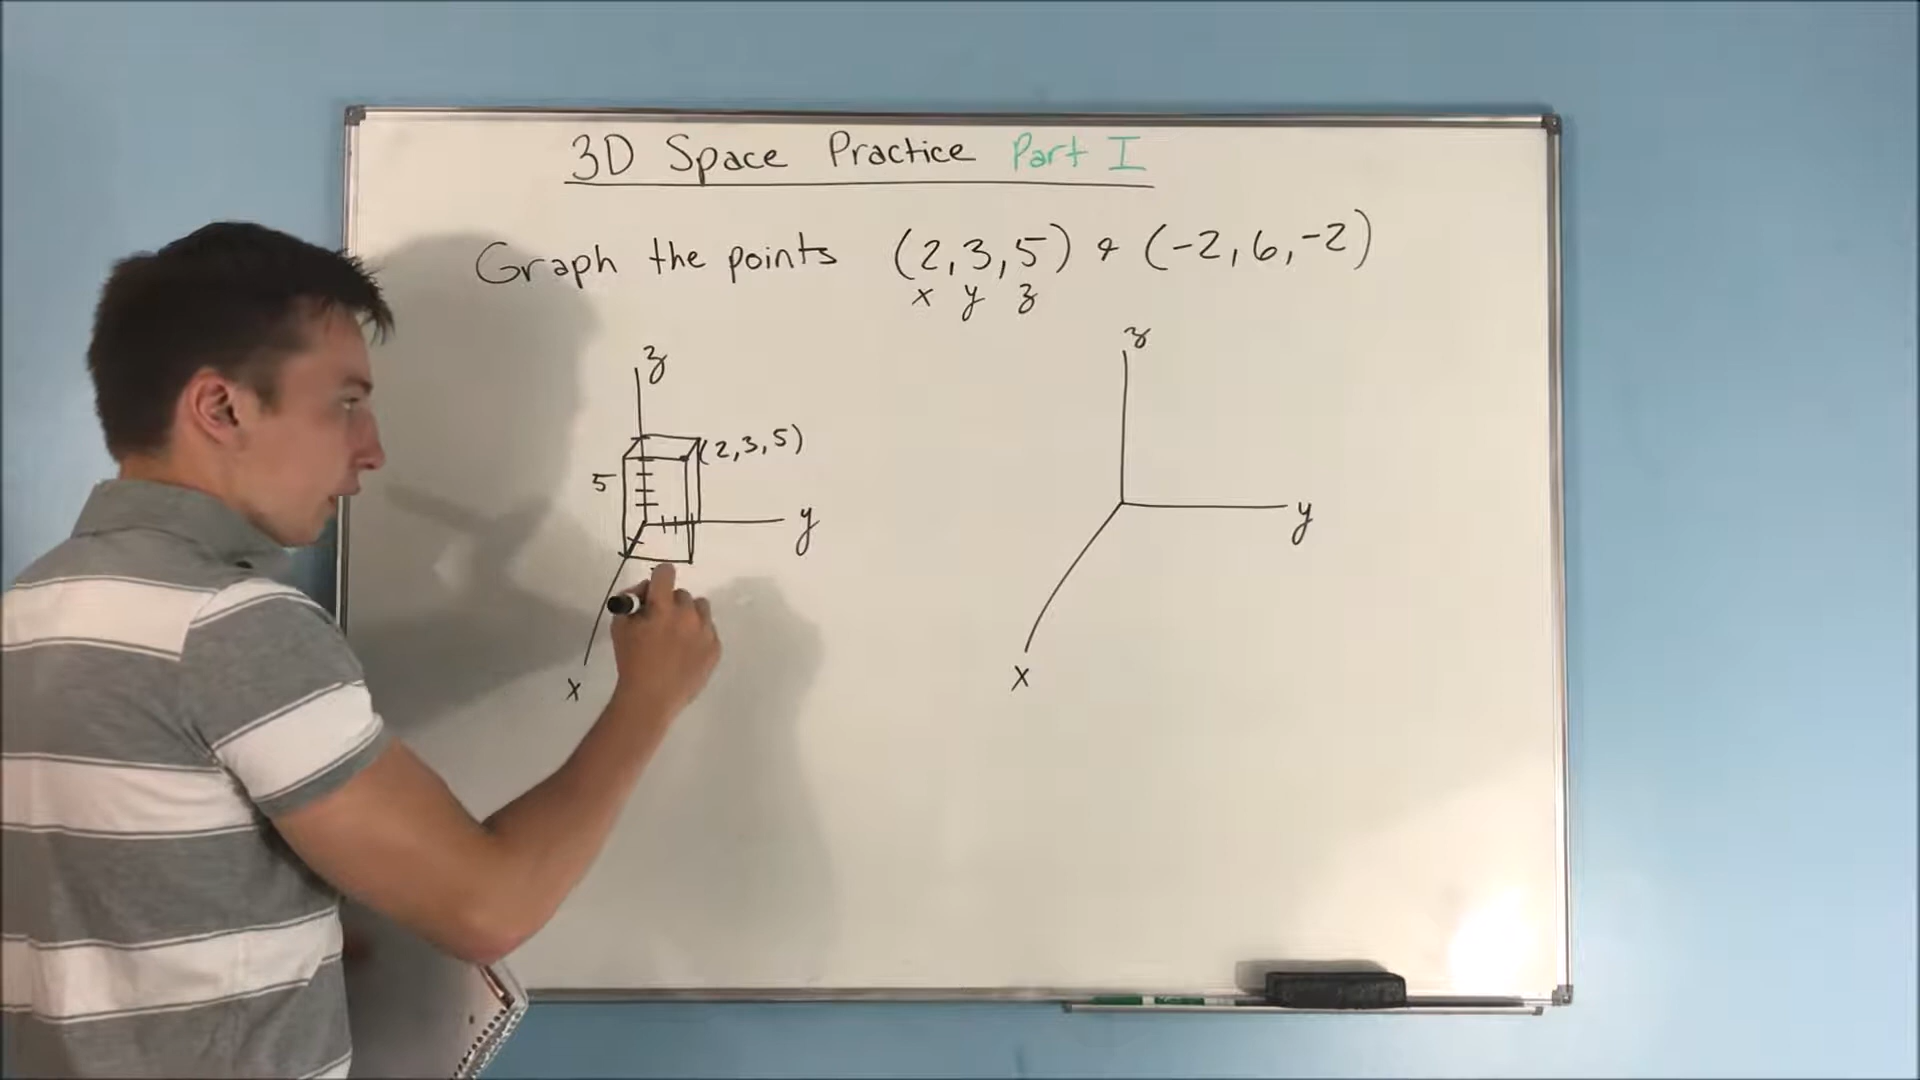 3D Space Practice Part I
Graph the points (2,3,5) & (-2,6,-2)
x y z
z
(2,3,5)
5
y
x
z
y
x